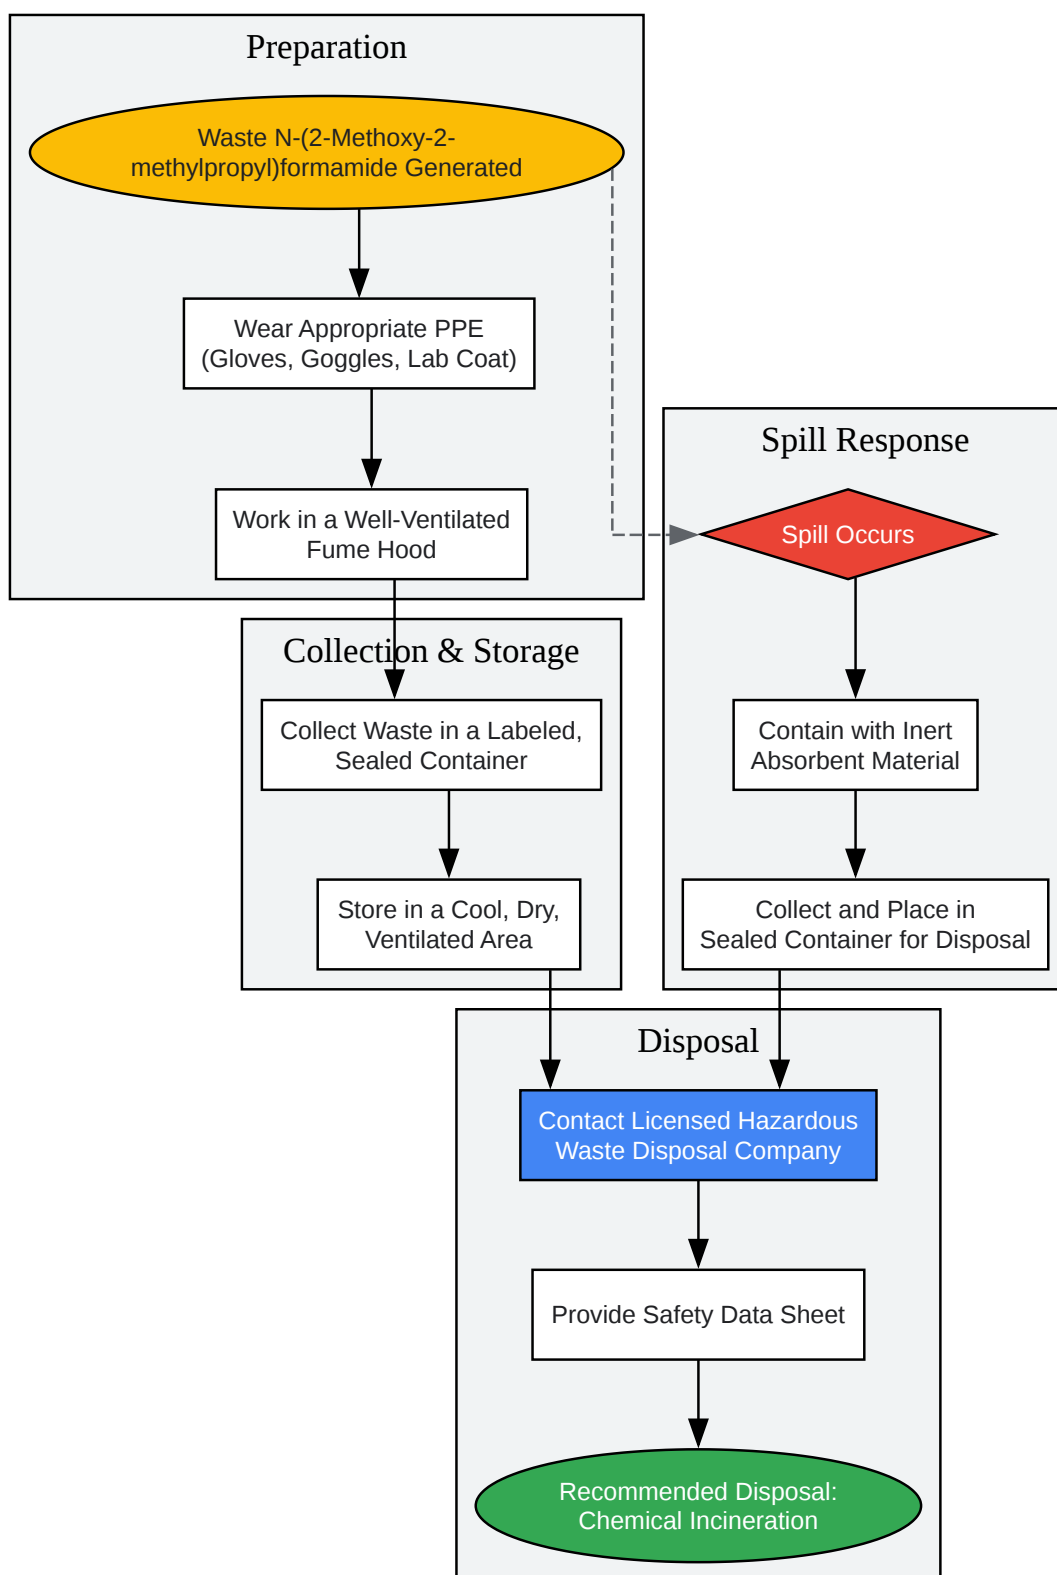 Preparation
Waste N-(2-Methoxy-2-
methylpropyl)formamide Generated
Wear Appropriate PPE
(Gloves, Goggles, Lab Coat)
Work in a Well-Ventilated
Fume Hood
Collection & Storage
Collect Waste in a Labeled,
Sealed Container
Store in a Cool, Dry,
Ventilated Area
Spill Response
Spill Occurs
Contain with Inert
Absorbent Material
Collect and Place in
Sealed Container for Disposal
Disposal
Contact Licensed Hazardous
Waste Disposal Company
Provide Safety Data Sheet
Recommended Disposal:
Chemical Incineration